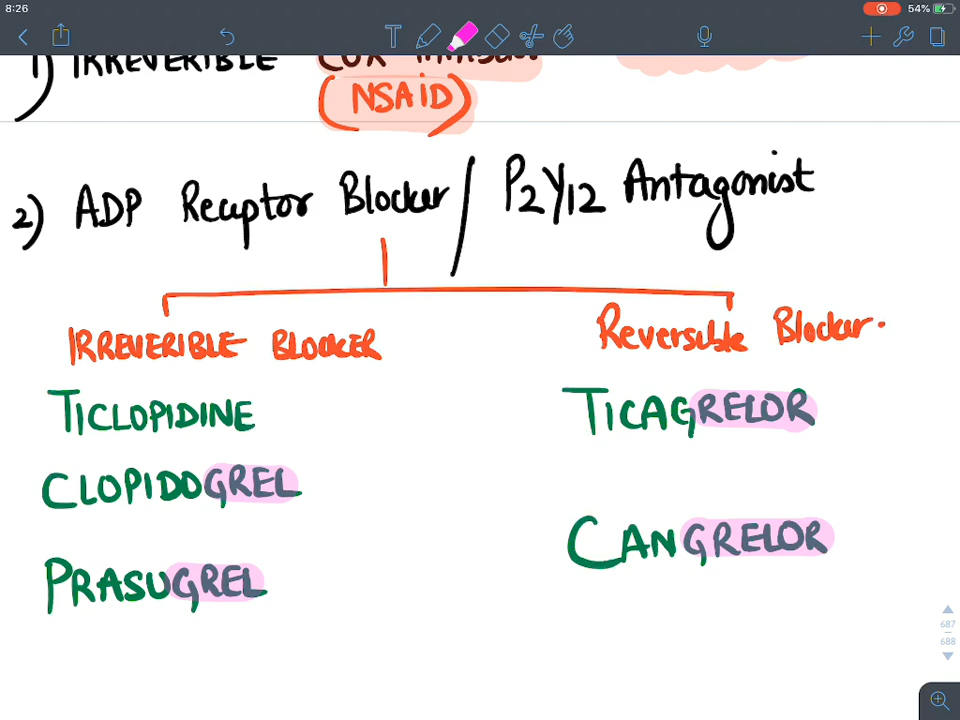 8:26
54%
1) IRREVERIBLE COX
(NSAID)
2) ADP Receptor Blocker / P2Y12 Antagonist
IRREVERIBLE BLOCKER
Reversible Blocker.
TICLOPIDINE
TICAGRELOR
CLOPIDOGREL
CANGRELOR
PRASUGREL
687
688